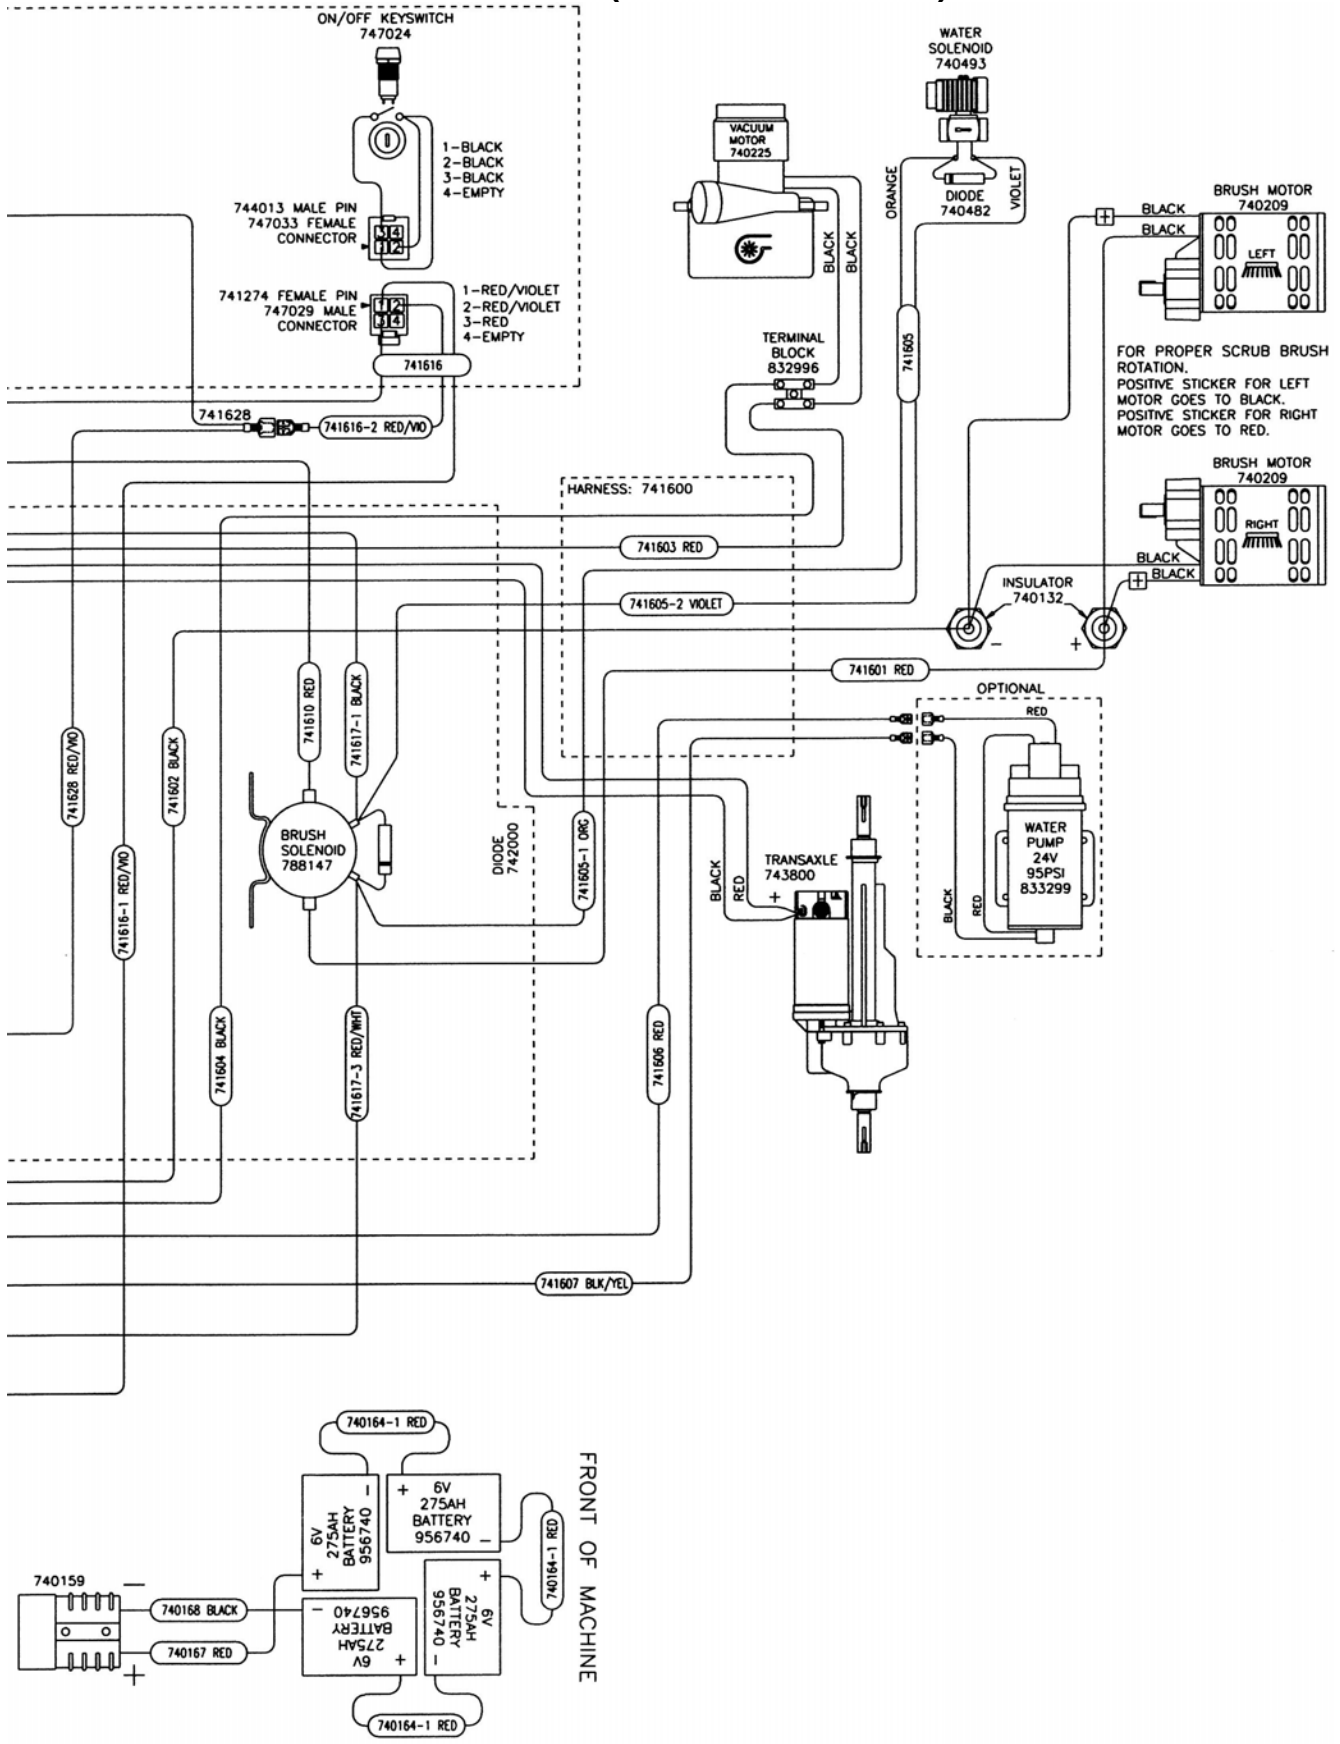 ON/OFF KEYSWITCH
747024
1-BLACK
2-BLACK
3-BLACK
4-EMPTY
744013 MALE PIN
747033 FEMALE
CONNECTOR
3 4
1 2
741274 FEMALE PIN
747029 MALE
CONNECTOR
1 2
3 4
1-RED/VIOLET
2-RED/VIOLET
3-RED
4-EMPTY
741616
741628
741616-2 RED/VIO
VACUUM
MOTOR
740225
BLACK
BLACK
TERMINAL
BLOCK
832996
WATER
SOLENOID
740493
ORANGE
VIOLET
DIODE
740482
741605
BRUSH MOTOR
740209
BLACK
BLACK
+
LEFT
FOR PROPER SCRUB BRUSH
ROTATION.
POSITIVE STICKER FOR LEFT
MOTOR GOES TO BLACK.
POSITIVE STICKER FOR RIGHT
MOTOR GOES TO RED.
BRUSH MOTOR
740209
RIGHT
BLACK
+
BLACK
INSULATOR
740132
-
+
HARNESS: 741600
741603 RED
741605-2 VIOLET
741601 RED
741610 RED
741617-1 BLACK
741628 RED/VIO
741602 BLACK
741616-1 RED/VIO
BRUSH
SOLENOID
788147
DIODE
742000
741605-1 ORG
741604 BLACK
741617-3 RED/WHT
741606 RED
BLACK
RED
TRANSAXLE
743800
+
OPTIONAL
RED
BLACK
RED
WATER
PUMP
24V
95PSI
833299
741607 BLK/YEL
740164-1 RED
6V
275AH
BATTERY
956740
-
+
+
6V
275AH
BATTERY
956740
-
740164-1 RED
FRONT OF MACHINE
740159
-
+
740168 BLACK
740167 RED
-
6V
275AH
BATTERY
956740
+
+
6V
275AH
BATTERY
956740
-
740164-1 RED